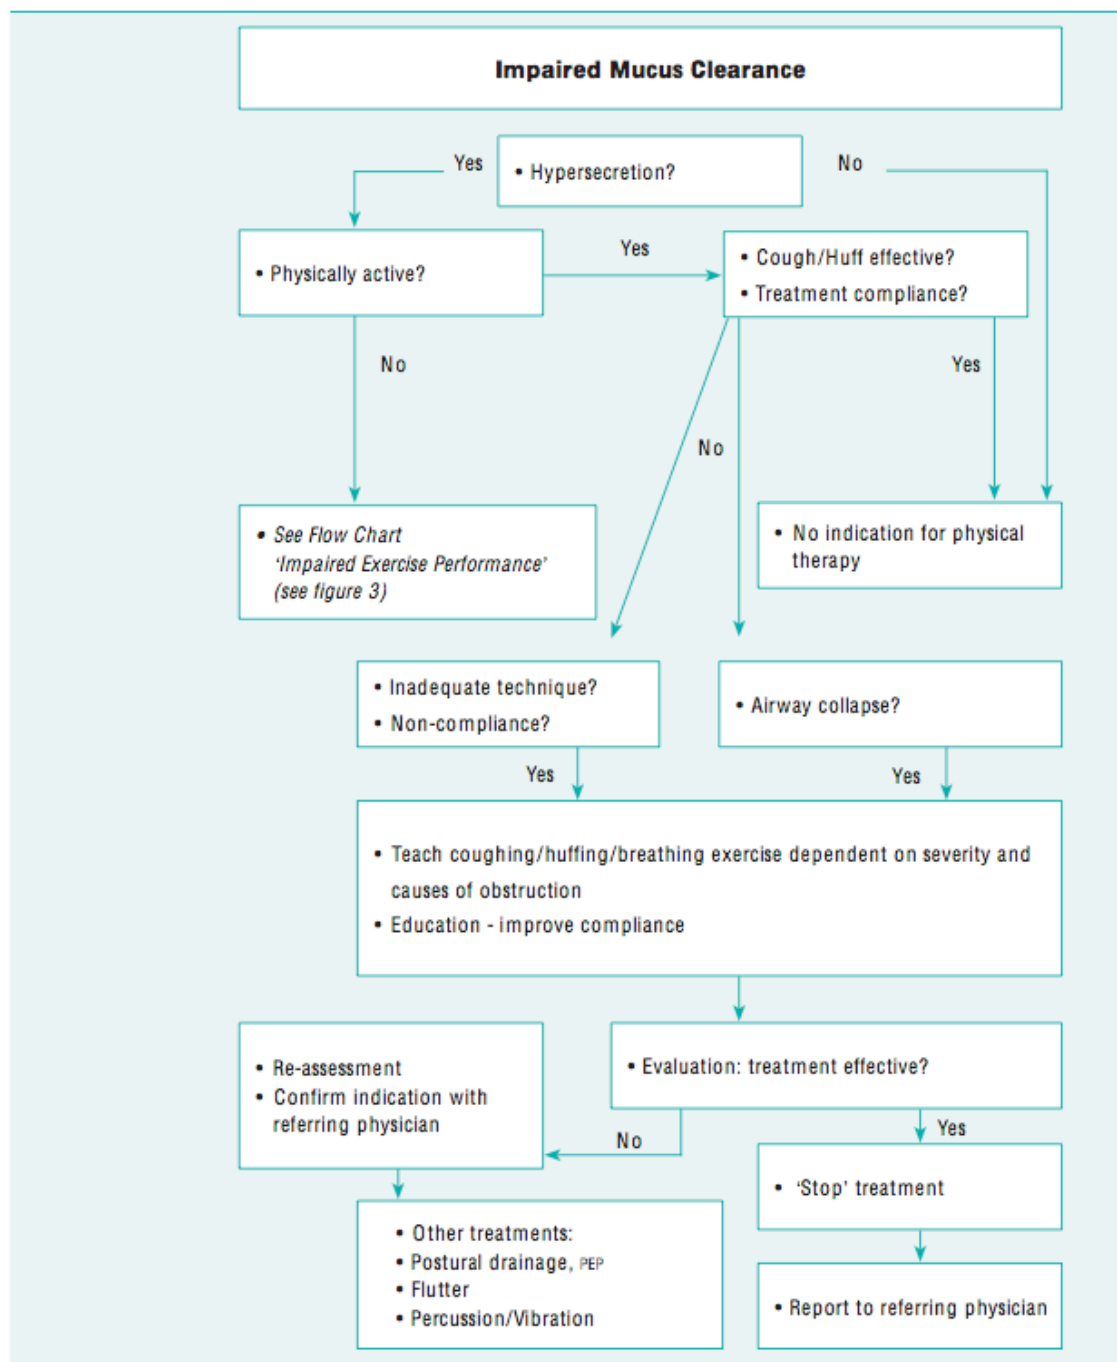 Impaired Mucus Clearance
Yes
• Hypersecretion?
No
• Physically active?
Yes
• Cough/Huff effective?
• Treatment compliance?
No
Yes
No
• See Flow Chart
‘Impaired Exercise Performance’
(see figure 3)
• No indication for physical
therapy
• Inadequate technique?
• Non-compliance?
• Airway collapse?
Yes
Yes
• Teach coughing/huffing/breathing exercise dependent on severity and
causes of obstruction
• Education - improve compliance
• Re-assessment
• Confirm indication with
referring physician
• Evaluation: treatment effective?
No
Yes
• ‘Stop’ treatment
• Other treatments:
• Postural drainage, PEP
• Flutter
• Percussion/Vibration
• Report to referring physician